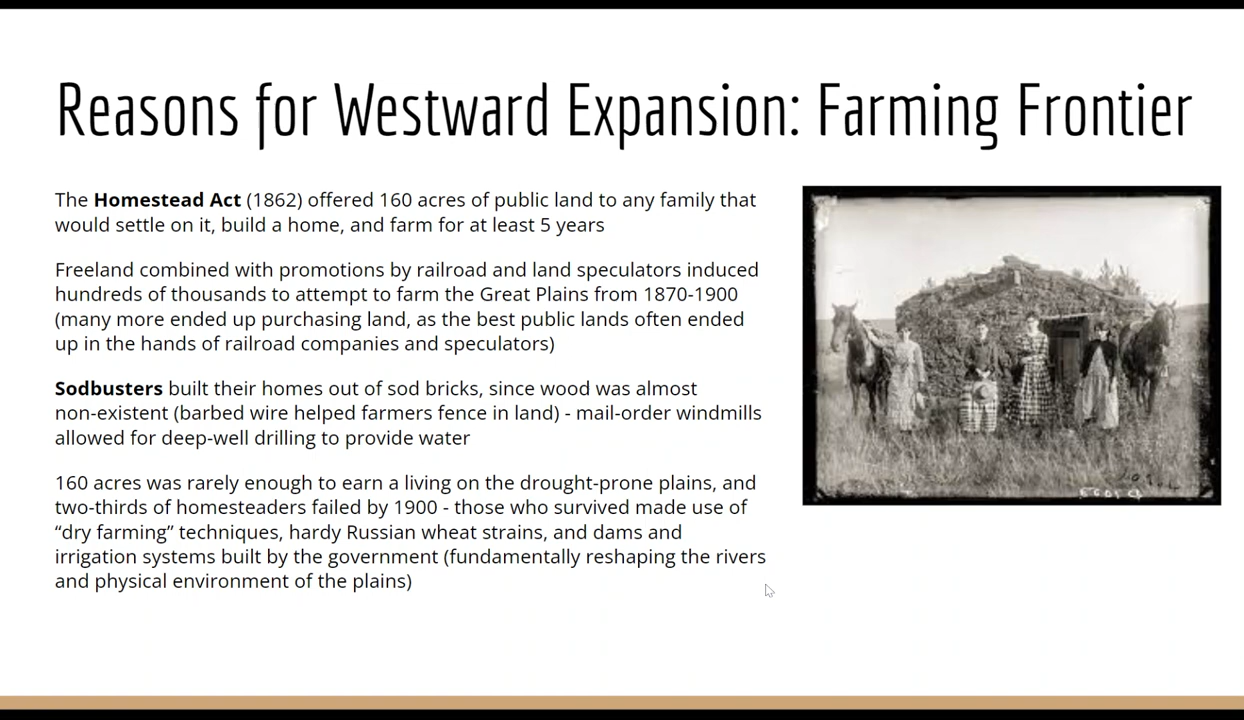 Reasons for Westward Expansion: Farming Frontier
The Homestead Act (1862) offered 160 acres of public land to any family that
would settle on it, build a home, and farm for at least 5 years
Freeland combined with promotions by railroad and land speculators induced
hundreds of thousands to attempt to farm the Great Plains from 1870-1900
(many more ended up purchasing land, as the best public lands often ended
up in the hands of railroad companies and speculators)
Sodbusters built their homes out of sod bricks, since wood was almost
non-existent (barbed wire helped farmers fence in land) - mail-order windmills
allowed for deep-well drilling to provide water
160 acres was rarely enough to earn a living on the drought-prone plains, and
two-thirds of homesteaders failed by 1900 - those who survived made use of
“dry farming” techniques, hardy Russian wheat strains, and dams and
irrigation systems built by the government (fundamentally reshaping the rivers
and physical environment of the plains)